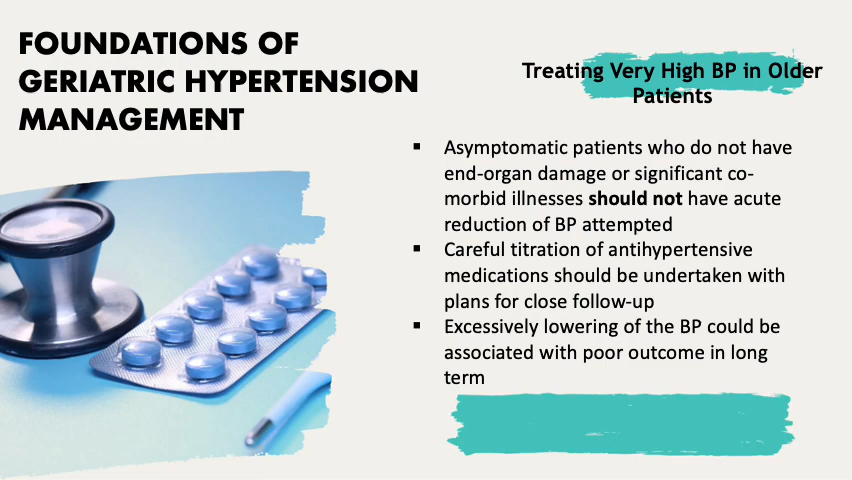 FOUNDATIONS OF
GERIATRIC HYPERTENSION
MANAGEMENT
Treating Very High BP in Older
Patients
▪ Asymptomatic patients who do not have
end-organ damage or significant co-
morbid illnesses should not have acute
reduction of BP attempted
▪ Careful titration of antihypertensive
medications should be undertaken with
plans for close follow-up
▪ Excessively lowering of the BP could be
associated with poor outcome in long
term